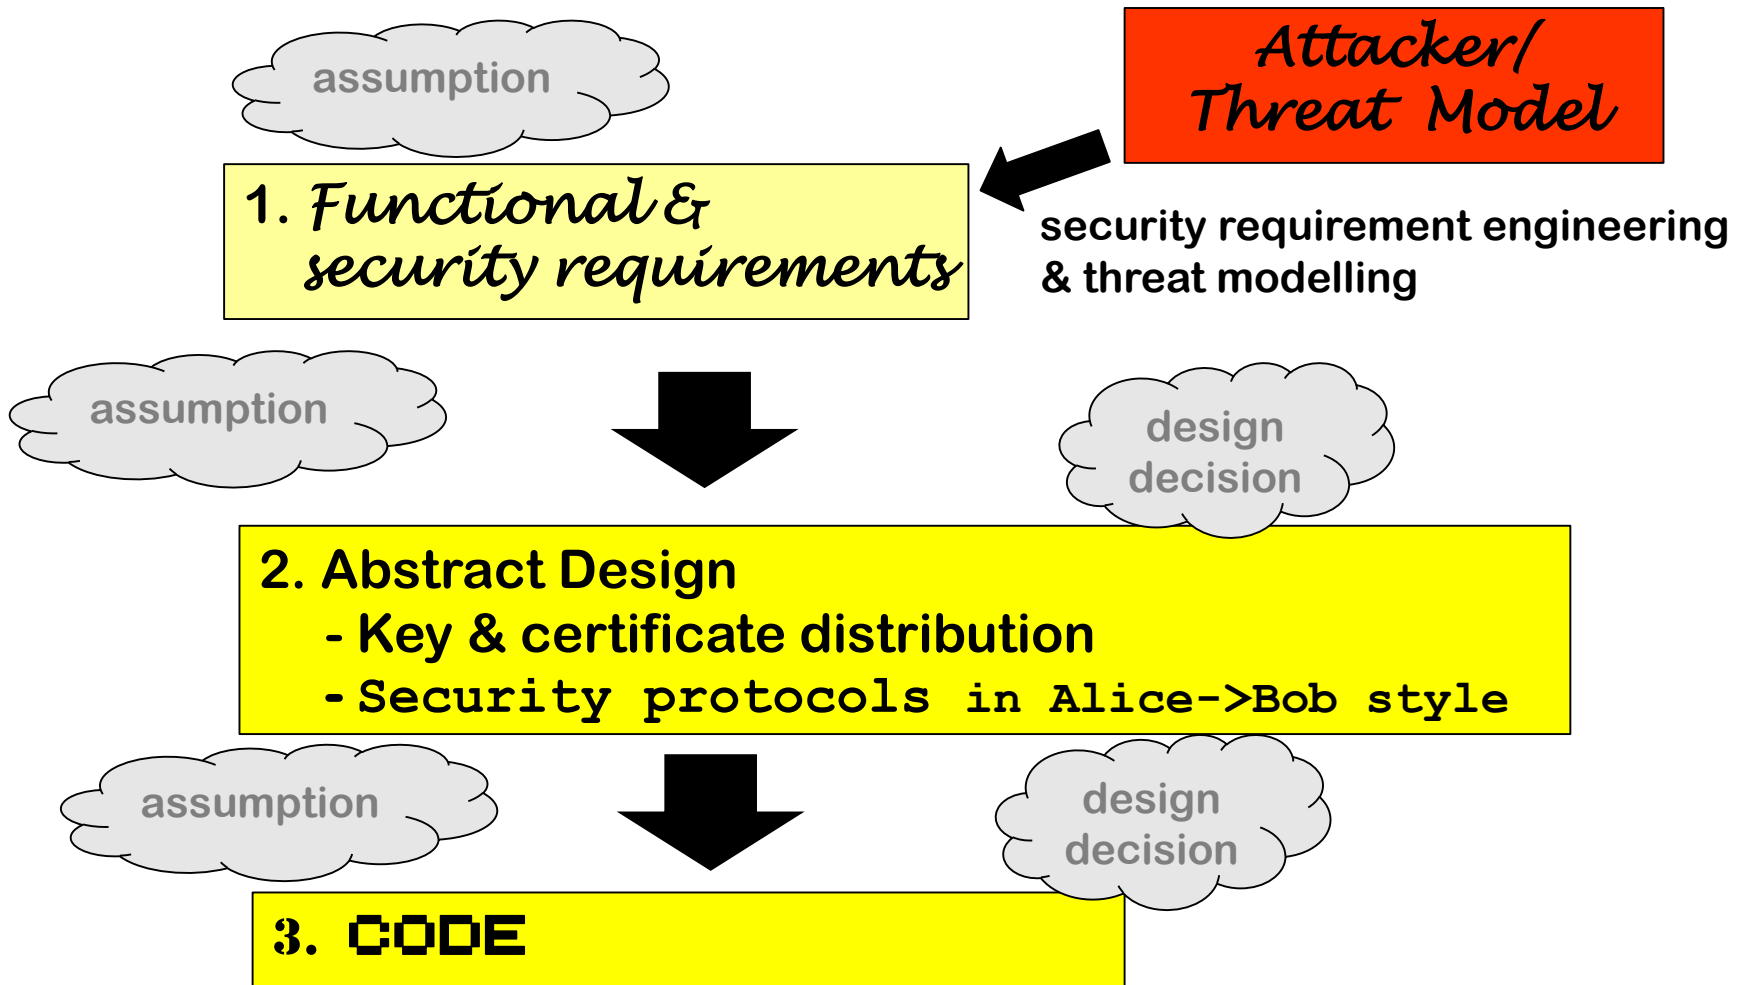 assumption
Attacker/
Threat Model
1. Functional &
security requirements
security requirement engineering
& threat modelling
assumption
design
decision
2. Abstract Design
- Key & certificate distribution
- Security protocols in Alice->Bob style
assumption
design
decision
3. CODE